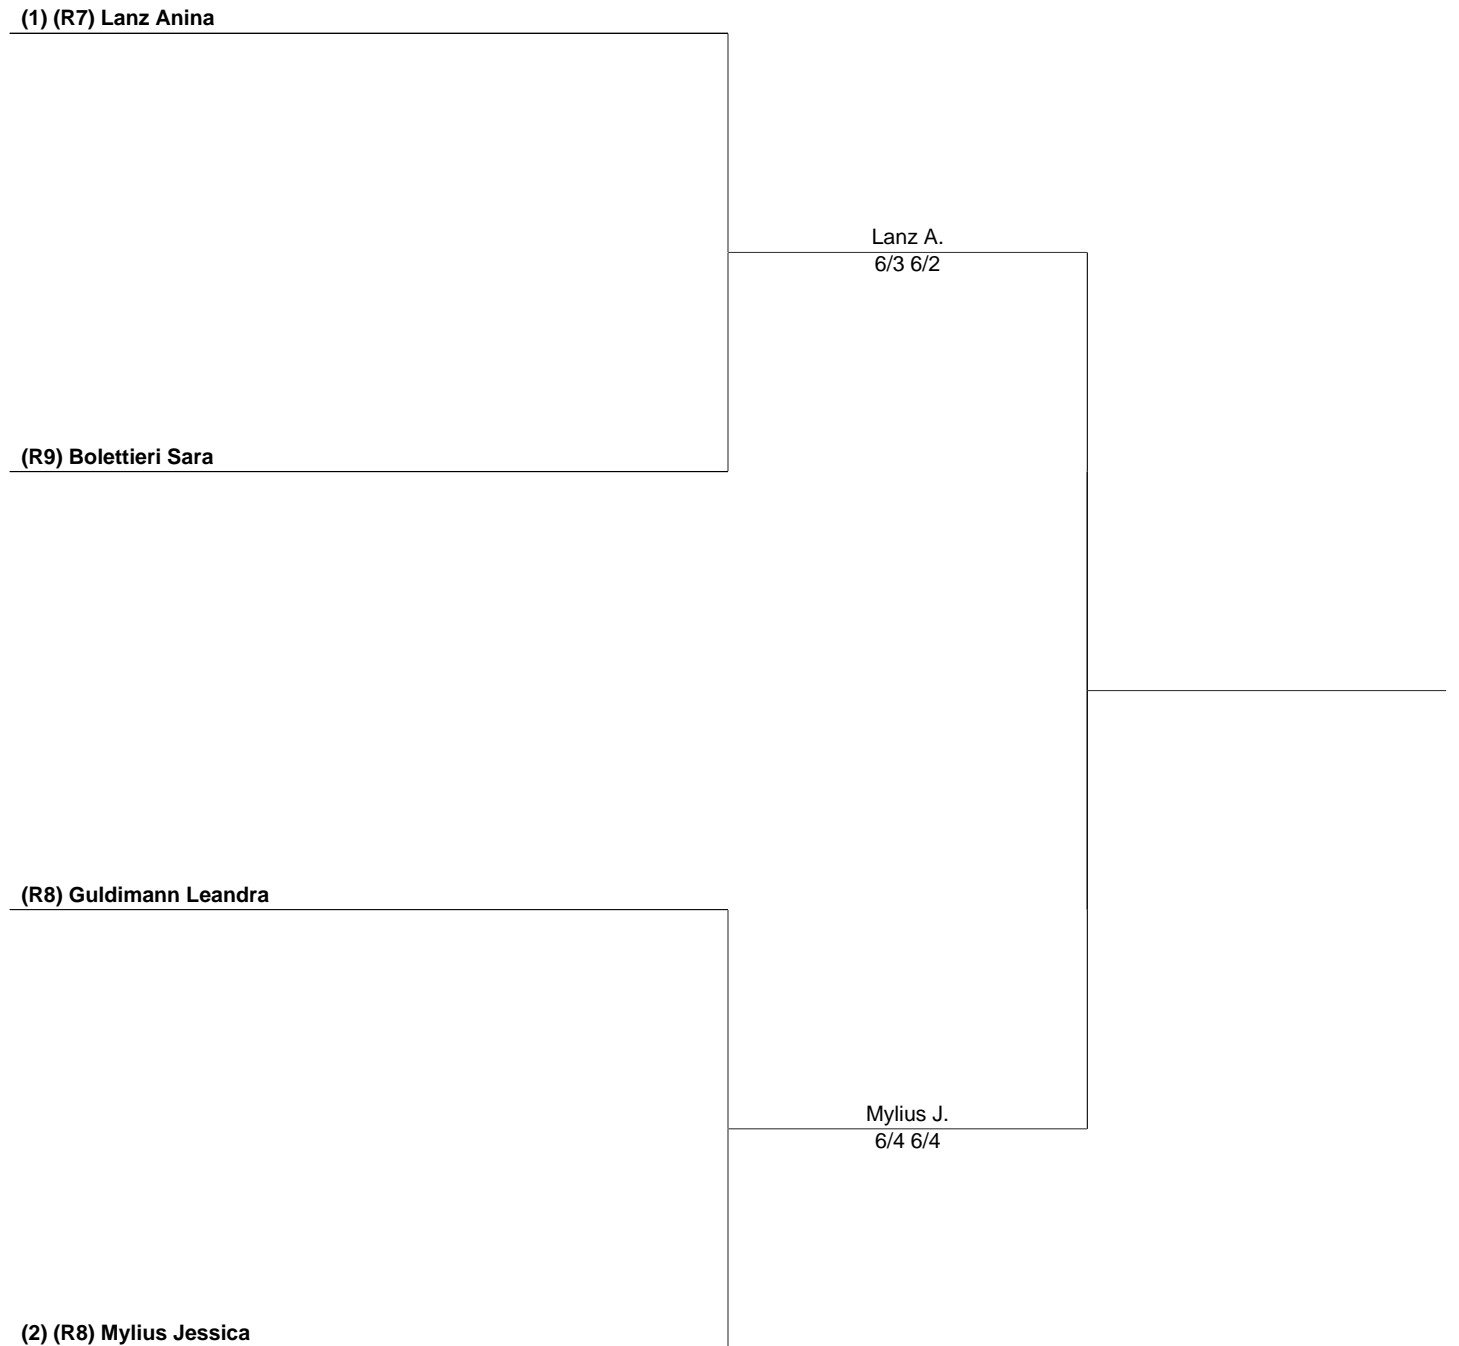 (1) (R7) Lanz Anina
Lanz A.
6/3 6/2
(R9) Bolettieri Sara
(R8) Guldimann Leandra
Mylius J.
6/4 6/4
(2) (R8) Mylius Jessica